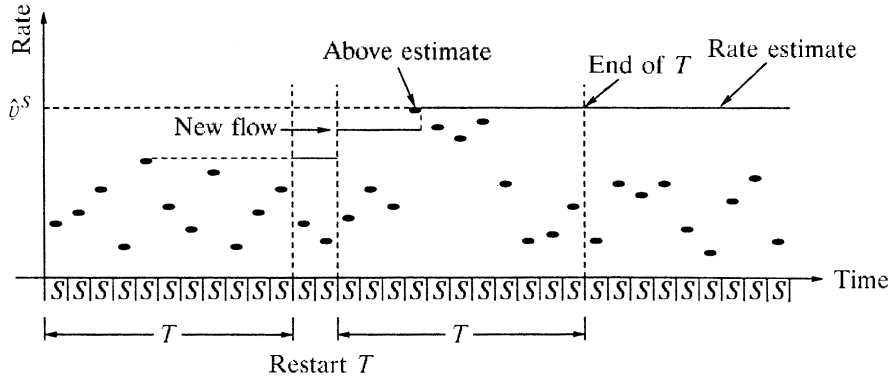 Rate
Above estimate
End of T
Rate estimate
v̂ˢ
New flow
|S|S|S|S|S|S|S|S|S|S|S|S|S|S|S|S|S|S|S|S|S|S|S|S|S|S|S|S|S|S|S|S|S|
Time
T
T
Restart T